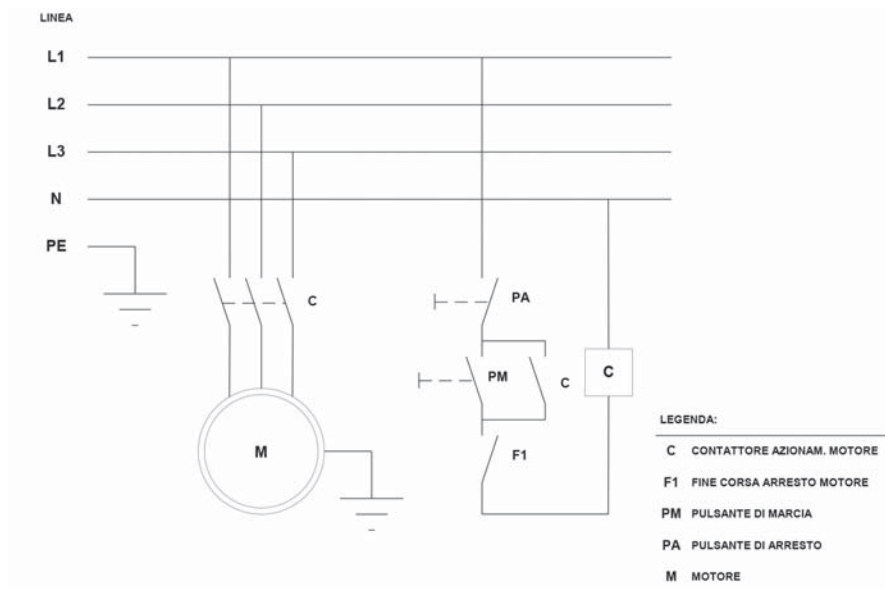 LINEA
L1
L2
L3
N
PE
C
PA
PM
C
C
F1
M
LEGENDA:
C CONTATTORE AZIONAM. MOTORE
F1 FINE CORSA ARRESTO MOTORE
PM PULSANTE DI MARCIA
PA PULSANTE DI ARRESTO
M MOTORE